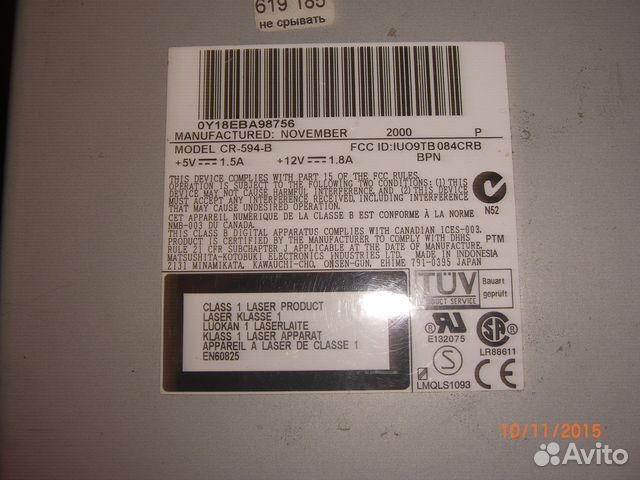 619 185
не срывать
0Y18EBA98756
MANUFACTURED: NOVEMBER 2000 P
MODEL CR-594-B FCC ID:IUO9TB084CRB
+5V 1.5A +12V 1.8A BPN
THIS DEVICE COMPLIES WITH PART 15 OF THE FCC RULES.
OPERATION IS SUBJECT TO THE FOLLOWING TWO CONDITIONS: (1) THIS
DEVICE MAY NOT CAUSE HARMFUL INTERFERENCE AND (2) THIS DEVICE
MUST ACCEPT ANY INTERFERENCE RECEIVED, INCLUDING INTERFERENCE
THAT MAY CAUSE UNDESIRED OPERATION.
N52
CET APPAREIL NUMERIQUE DE LA CLASSE B EST CONFORME À LA NORME
NMB-003 DU CANADA.
THIS CLASS B DIGITAL APPARATUS COMPLIES WITH CANADIAN ICES-003.
PRODUCT IS CERTIFIED BY THE MANUFACTURER TO COMPLY WITH DHHS
PTM
RULE 21 CFR SUBCHAPTER J APPLICABLE AT THE DATE OF MANUFACTURE.
MATSUSHITA-KOTOBUKI ELECTRONICS INDUSTRIES LTD. MADE IN INDONESIA
2131 MINAMIKATA, KAWAUCHI-CHO, ONSEN-GUN, EHIME 791-0395 JAPAN
CLASS 1 LASER PRODUCT
LASER KLASSE 1
LUOKAN 1 LASERLAITE
KLASS 1 LASER APPARAT
APPAREIL A LASER DE CLASSE 1
EN60825
TÜV
PRODUCT SERVICE
Bauart
geprüft
E132075
LR88611
S
LMQLS1093
CE
10/11/2015
Avito